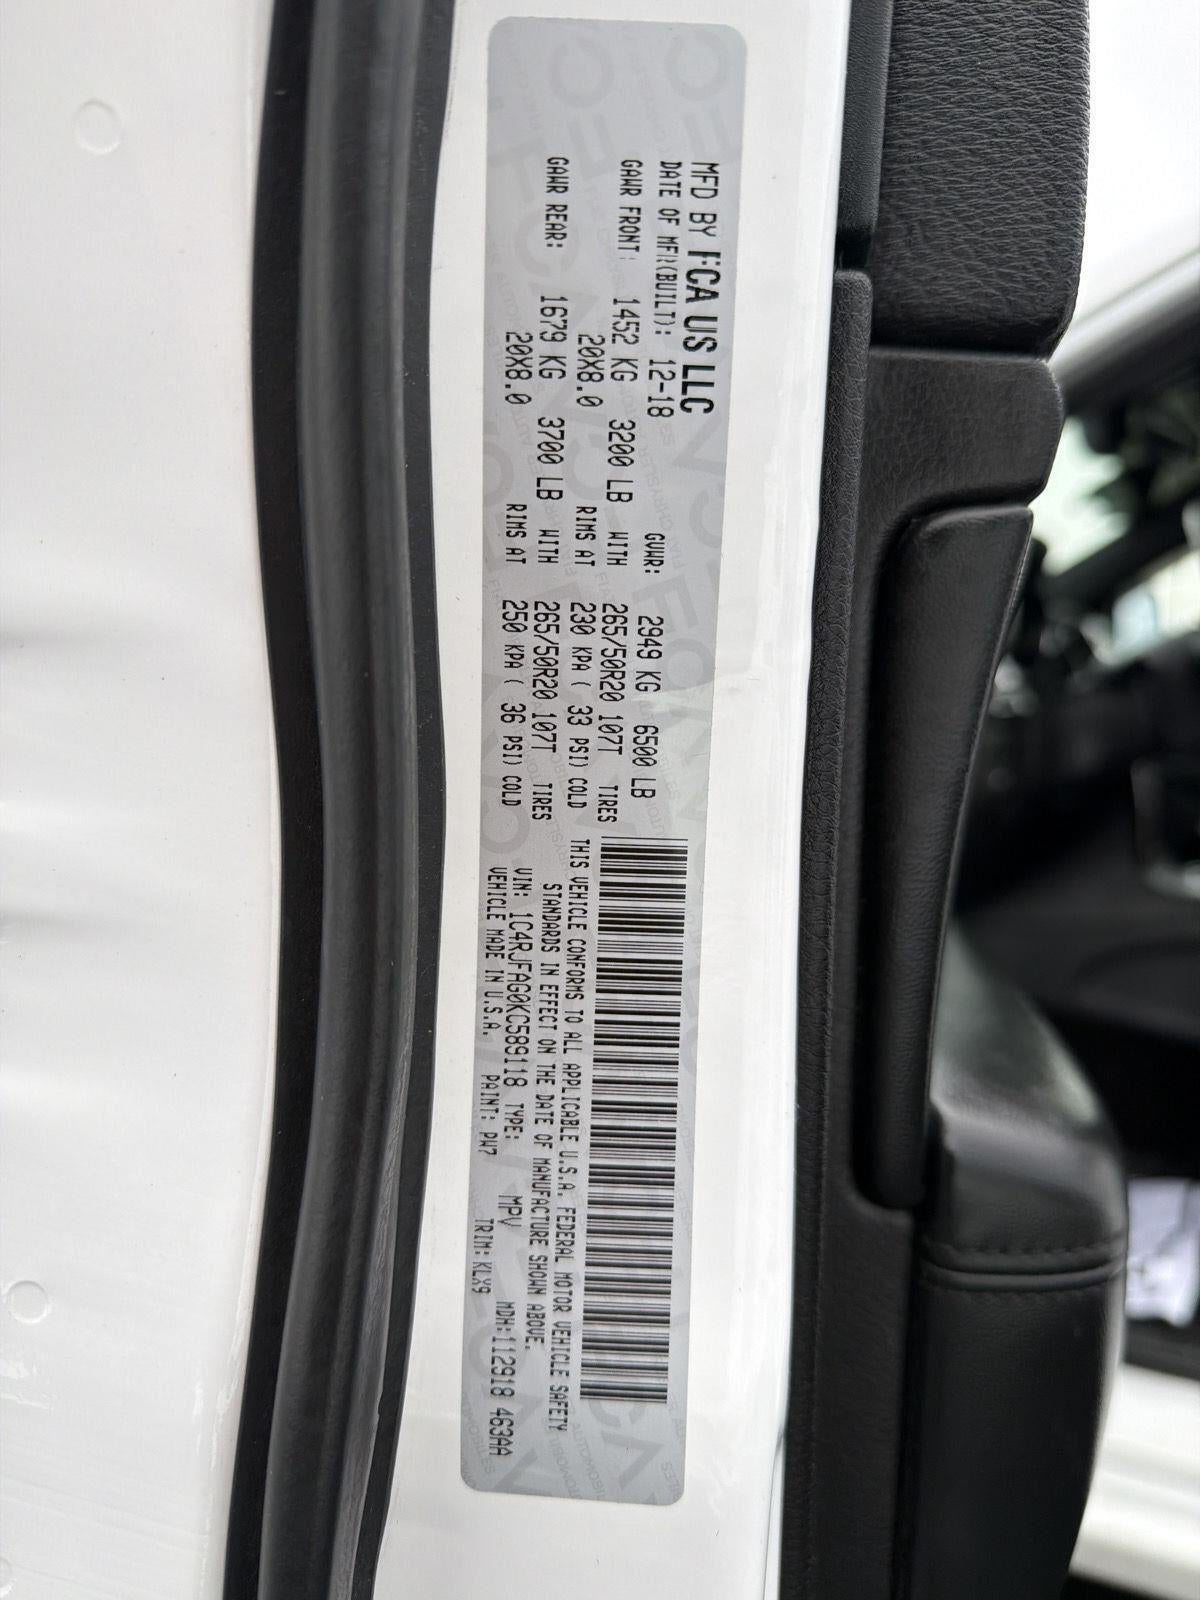 MFD BY FCA US LLC
DATE OF MFR(BUILT): 12-18 GVWR: 2949 KG 6500 LB
GAWR FRONT: 1452 KG 3200 LB WITH 265/50R20 107T TIRES
20X8.0 RIMS AT 230 KPA ( 33 PSI) COLD
GAWR REAR: 1679 KG 3700 LB WITH 265/50R20 107T TIRES
20X8.0 RIMS AT 250 KPA ( 36 PSI) COLD
THIS VEHICLE CONFORMS TO ALL APPLICABLE U.S.A. FEDERAL MOTOR VEHICLE SAFETY
STANDARDS IN EFFECT ON THE DATE OF MANUFACTURE SHOWN ABOVE.
VIN: 1C4RJFAG0KC589118 TYPE: MPV MDH:112918 463AA
VEHICLE MADE IN U.S.A. PAINT: PW7 TRIM: KLX9